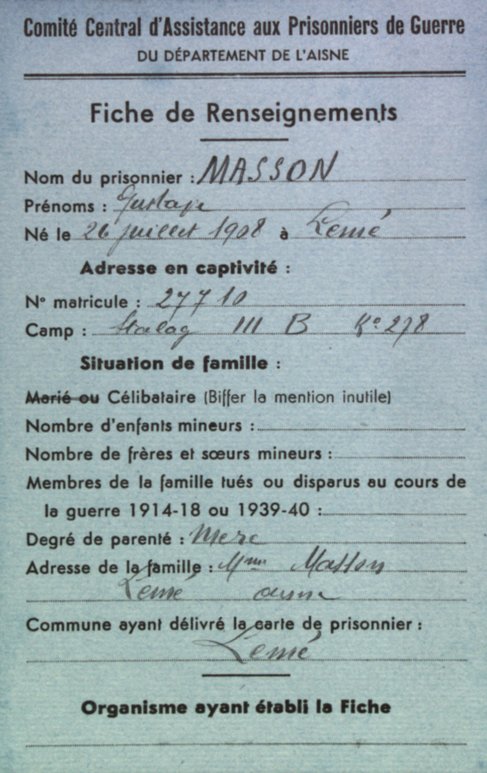 Comité Central d'Assistance aux Prisonniers de Guerre
DU DÉPARTEMENT DE L'AISNE
Fiche de Renseignements
Nom du prisonnier : MASSON
Prénoms : Gustave
Né le 26 juillet 1908 à Lemé
Adresse en captivité :
N° matricule : 27710
Camp : Stalag III B Ko 278
Situation de famille :
Marié ou Célibataire (Biffer la mention inutile)
Nombre d'enfants mineurs :
Nombre de frères et sœurs mineurs :
Membres de la famille tués ou disparus au cours de
la guerre 1914-18 ou 1939-40 :
Degré de parenté : Mere
Adresse de la famille : Mme Masson
Lemé aisne
Commune ayant délivré la carte de prisonnier :
Lemé
Organisme ayant établi la Fiche